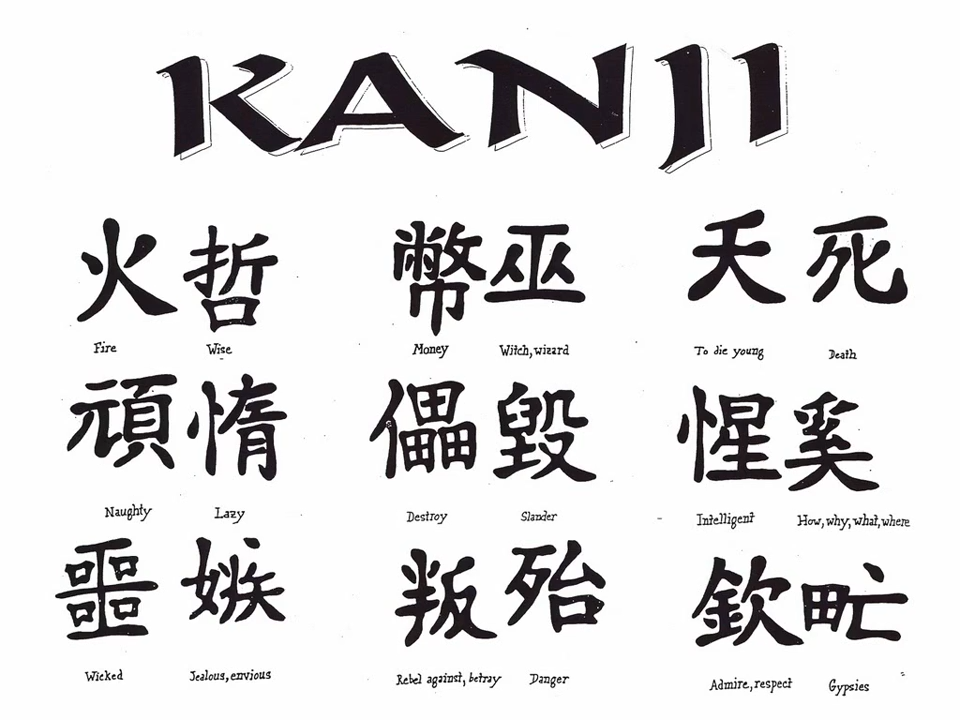 KANJI
火 哲 幣 巫 夭 死
Fire Wise Money Witch, wizard To die young Death
頑 惰 儡 毀 惺 奚
Naughty Lazy Destroy Slander Intelligent How, why, what, where
噩 嫉 叛 殆 欽 甿
Wicked Jealous, envious Rebel against, betray Danger Admire, respect Gypsies